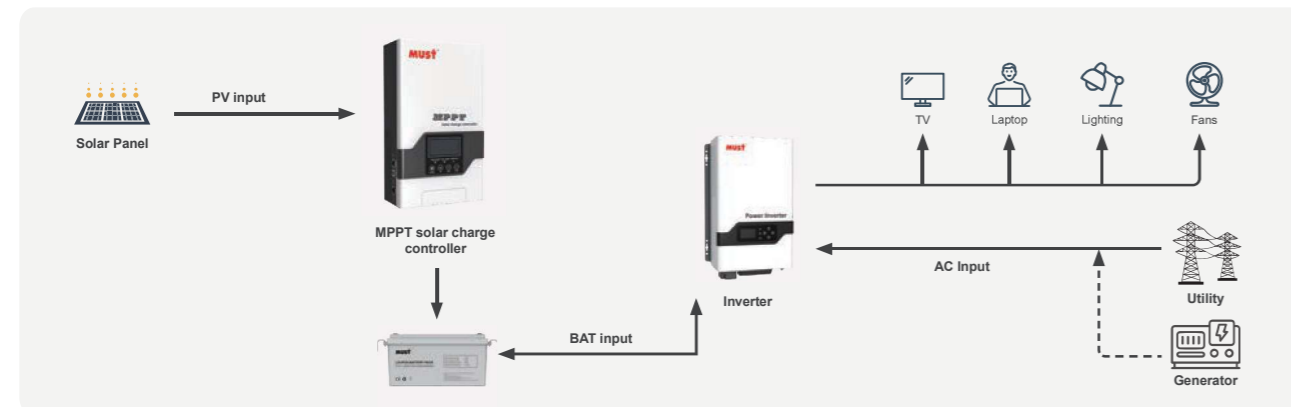 PV input
Solar Panel
MUST
MPPT
MPPT solar charge
controller
MUST
BAT input
MUST
Power Inverter
Inverter
TV
Laptop
Lighting
Fans
AC Input
Utility
Generator